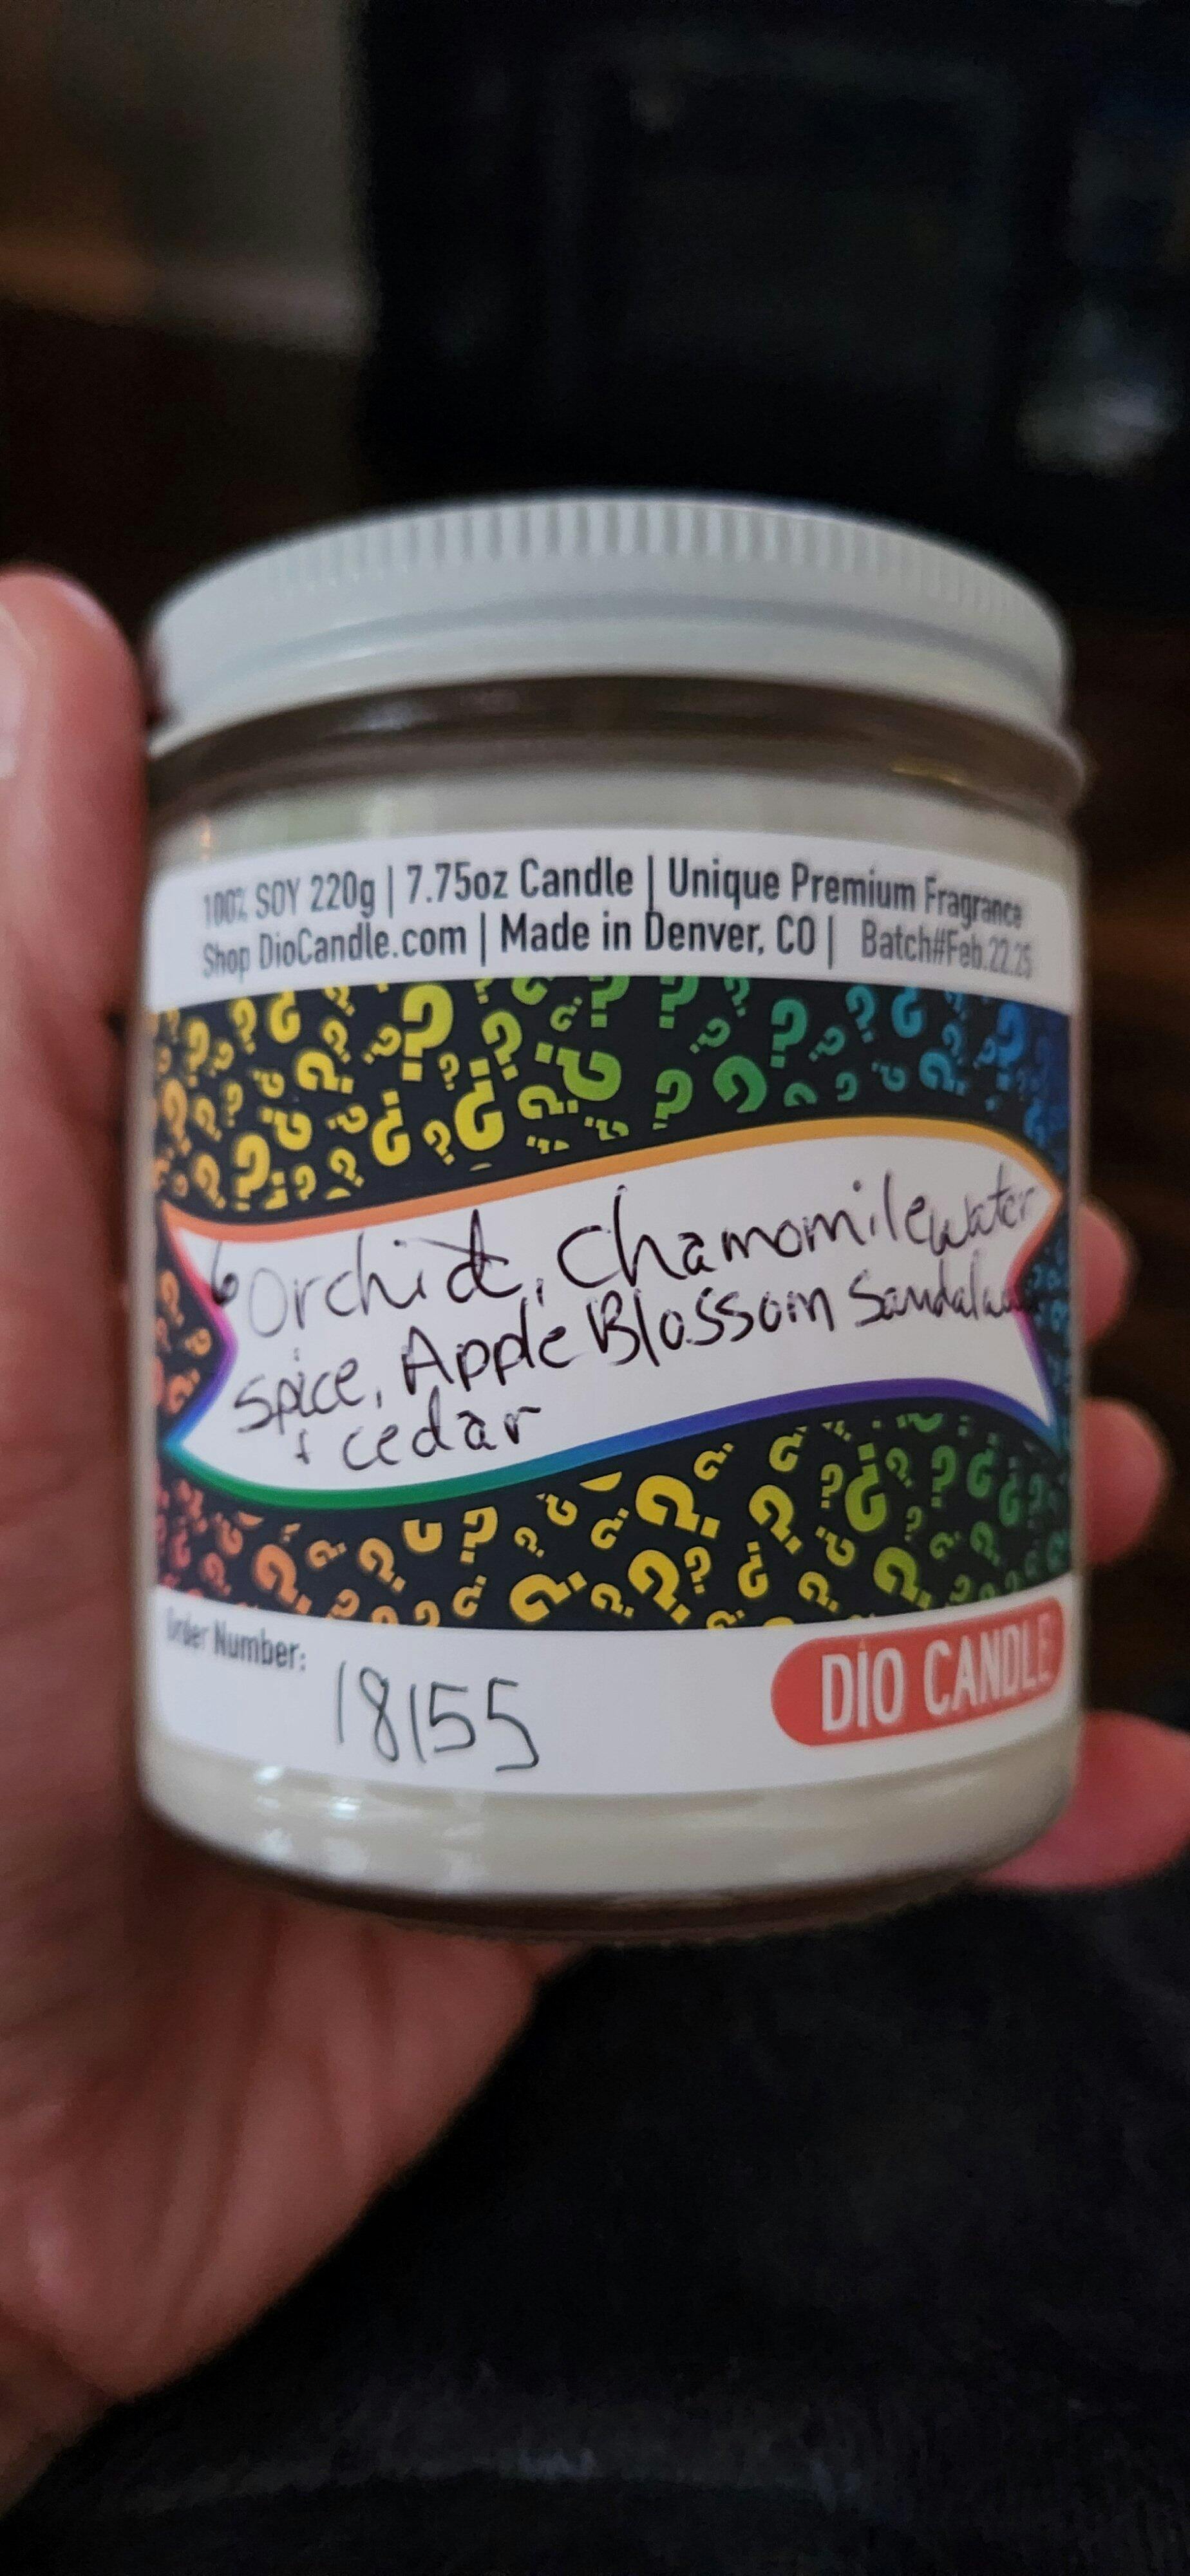 100% SOY 220g | 7.75oz Candle | Unique Premium Fragrance
Shop DioCandle.com | Made in Denver, CO | Batch#Feb.22.25
6 Orchid, Chamomile water
Spice, Apple Blossom
+ cedar
Order Number:
18155
DIO CANDLE